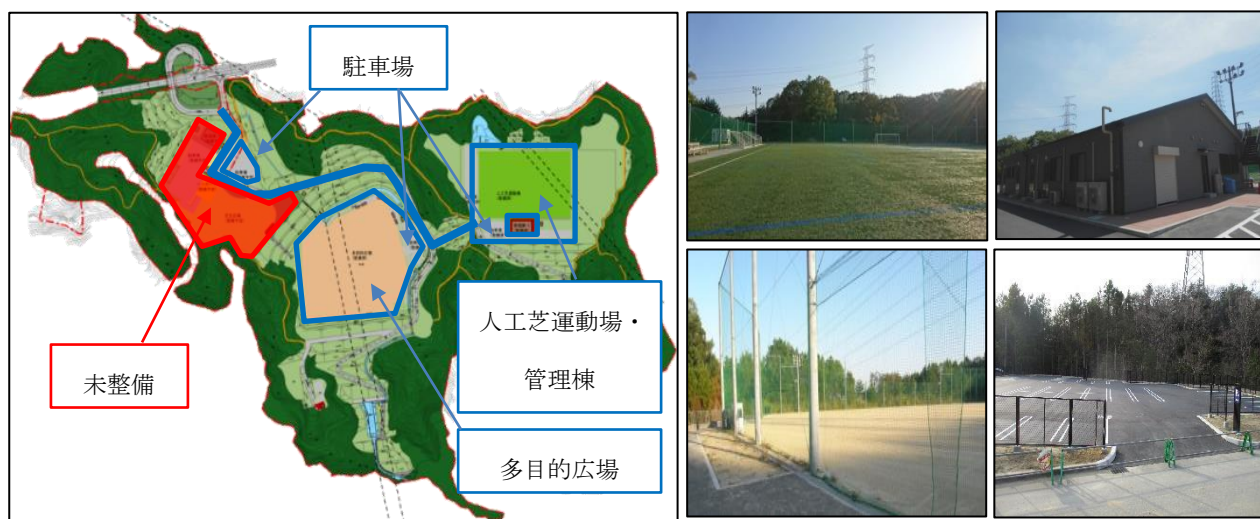 駐車場
人工芝運動場・
管理棟
未整備
多目的広場